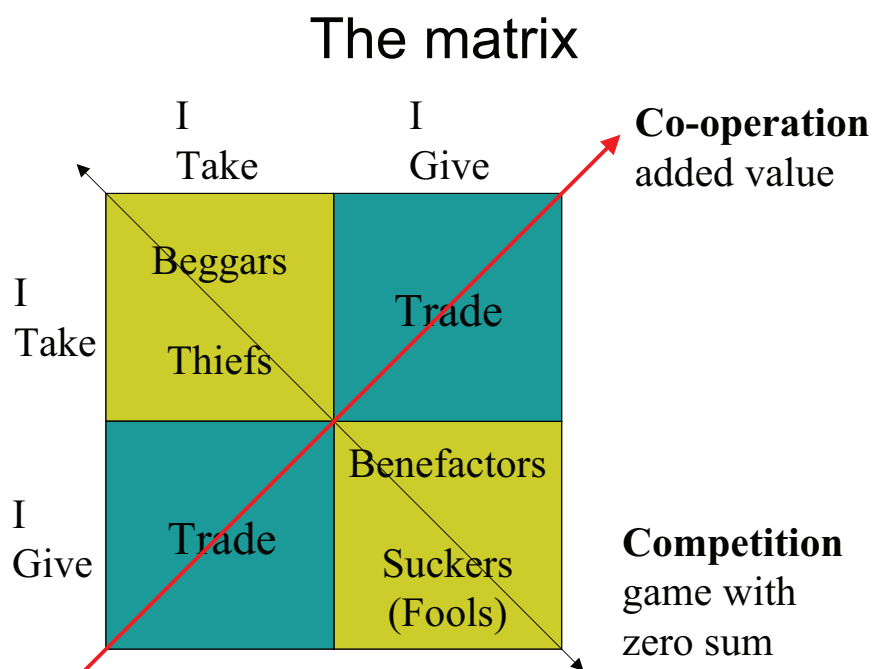 The matrix
I
Take
I
Give
Co-operation
added value
I
Take
Beggars
Thiefs
Trade
I
Give
Trade
Benefactors
Suckers
(Fools)
Competition
game with
zero sum